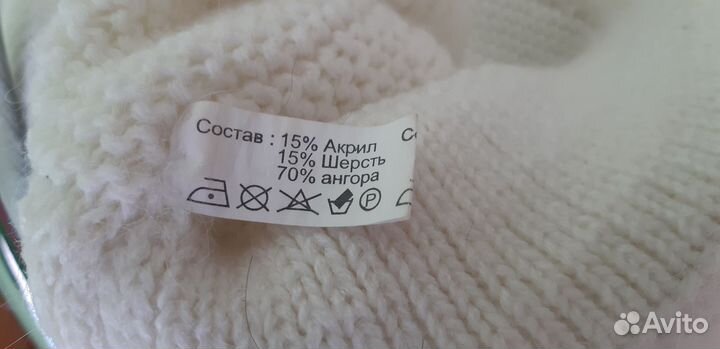 Состав : 15% Акрил
15% Шерсть
70% ангора
P
Avito